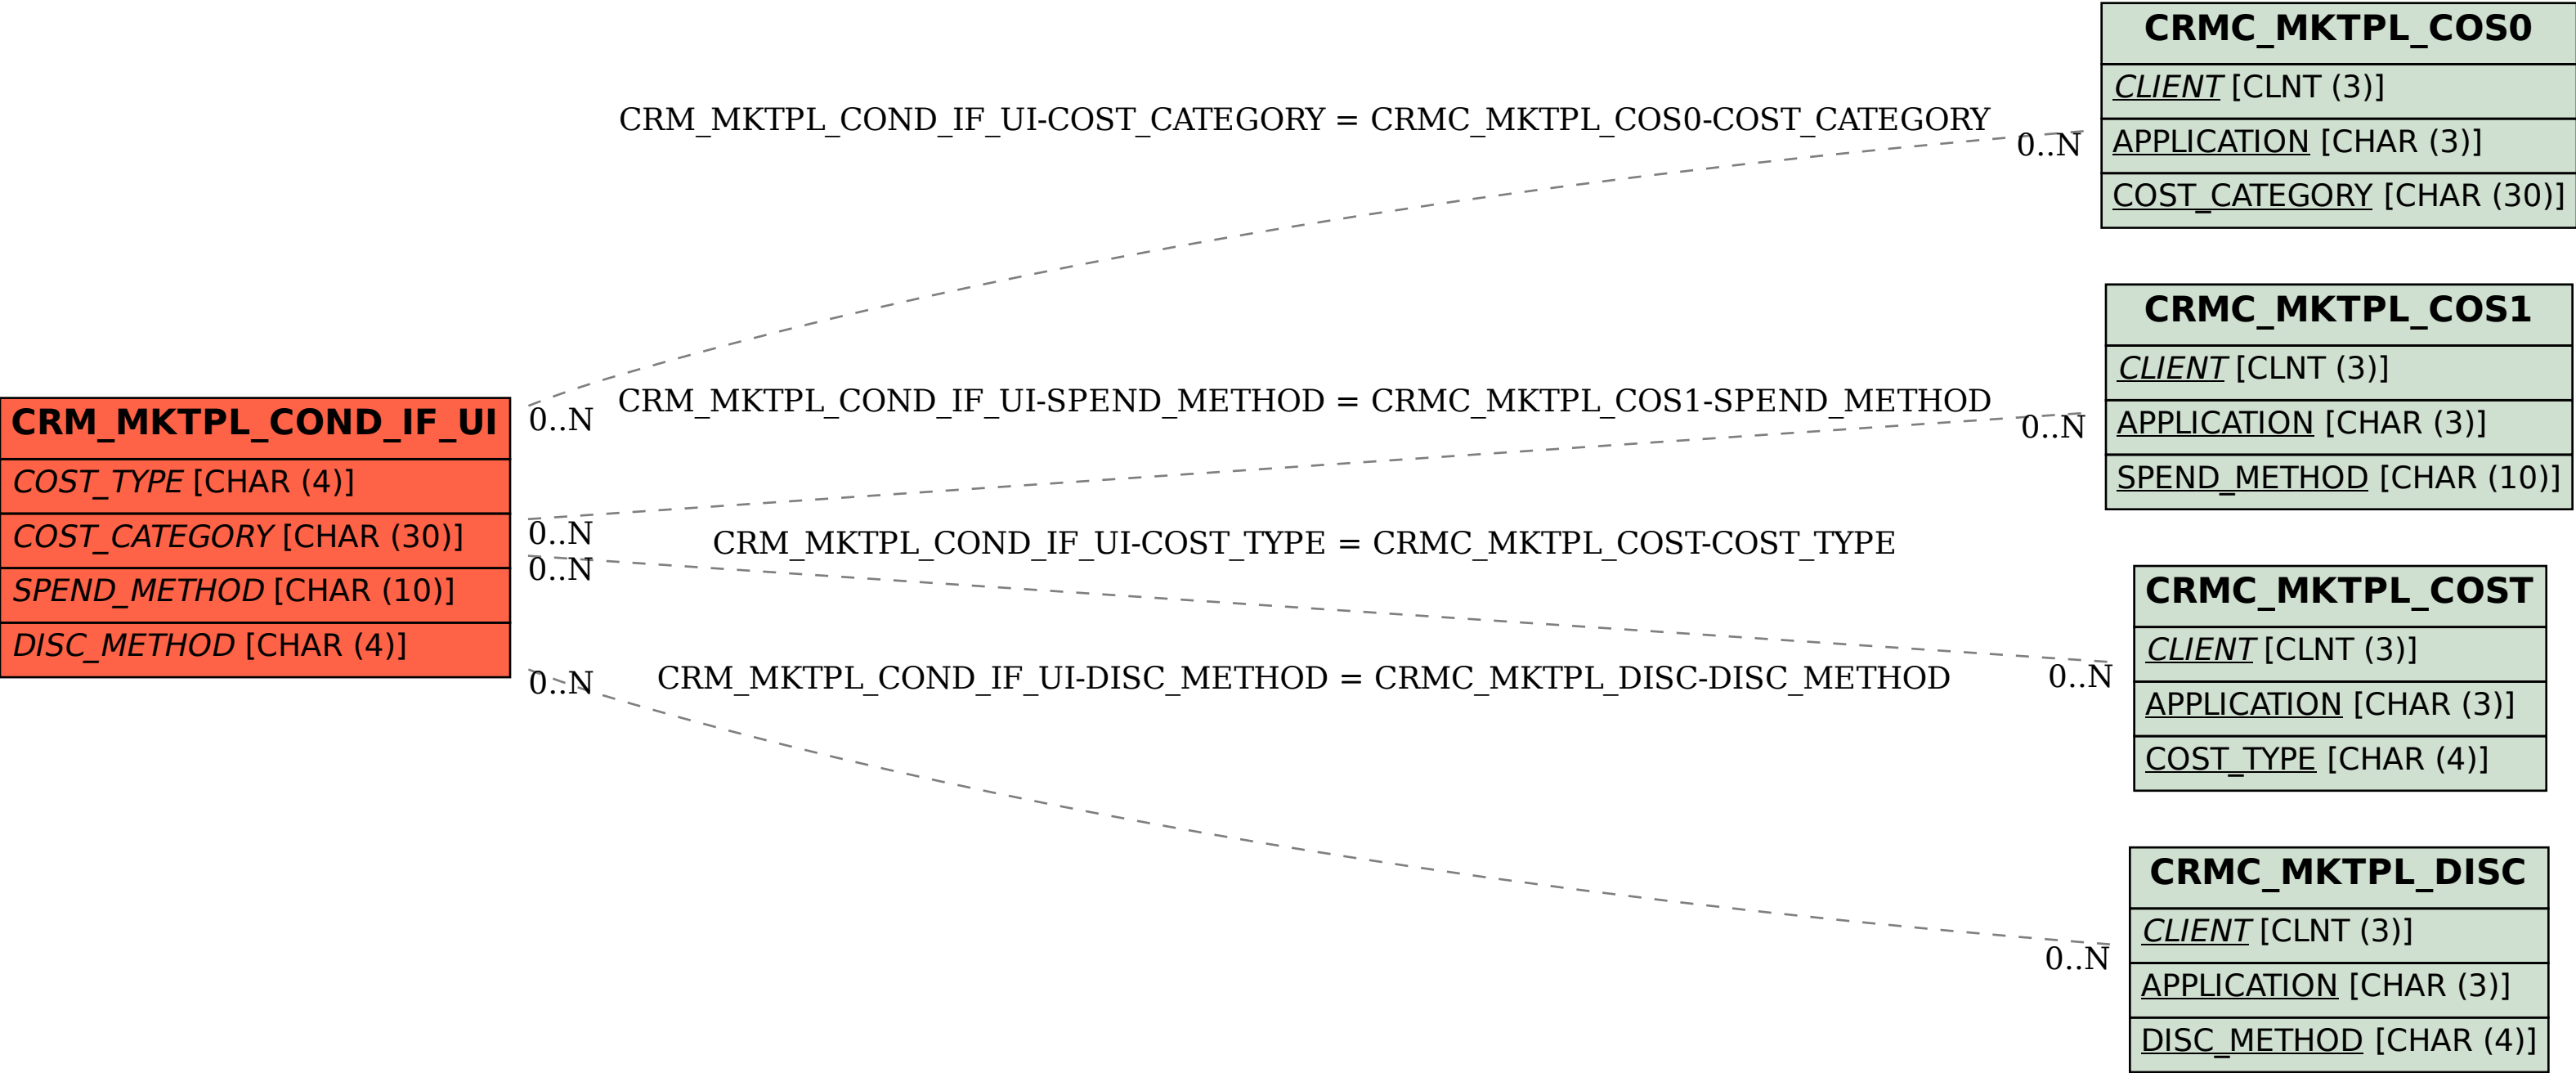 CRMC_MKTPL_COS0
CLIENT [CLNT (3)]
APPLICATION [CHAR (3)]
COST_CATEGORY [CHAR (30)]
CRM_MKTPL_COND_IF_UI-COST_CATEGORY = CRMC_MKTPL_COS0-COST_CATEGORY
0..N
0..N
CRMC_MKTPL_COS1
CLIENT [CLNT (3)]
APPLICATION [CHAR (3)]
SPEND_METHOD [CHAR (10)]
CRM_MKTPL_COND_IF_UI-SPEND_METHOD = CRMC_MKTPL_COS1-SPEND_METHOD
0..N
0..N
CRM_MKTPL_COND_IF_UI
COST_TYPE [CHAR (4)]
COST_CATEGORY [CHAR (30)]
SPEND_METHOD [CHAR (10)]
DISC_METHOD [CHAR (4)]
CRM_MKTPL_COND_IF_UI-COST_TYPE = CRMC_MKTPL_COST-COST_TYPE
0..N
0..N
CRMC_MKTPL_COST
CLIENT [CLNT (3)]
APPLICATION [CHAR (3)]
COST_TYPE [CHAR (4)]
CRM_MKTPL_COND_IF_UI-DISC_METHOD = CRMC_MKTPL_DISC-DISC_METHOD
0..N
0..N
CRMC_MKTPL_DISC
CLIENT [CLNT (3)]
APPLICATION [CHAR (3)]
DISC_METHOD [CHAR (4)]